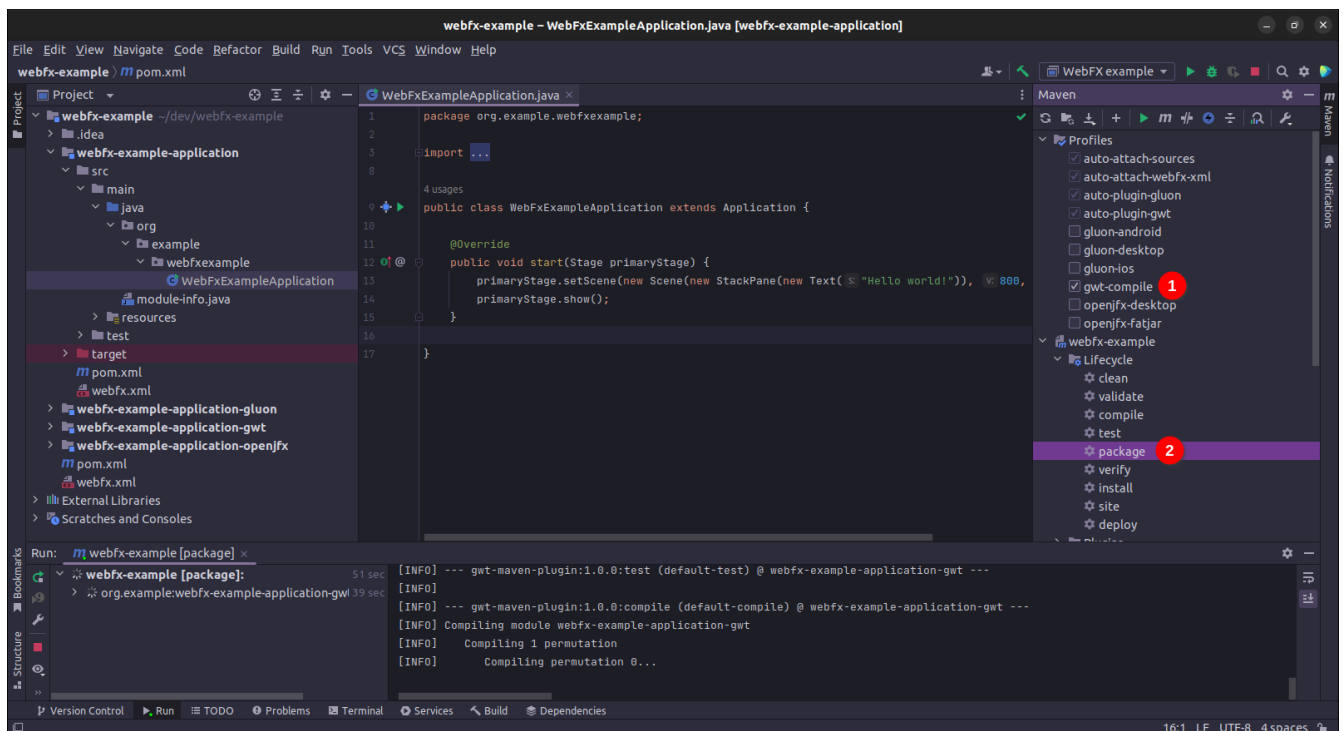 webfx-example – WebFxExampleApplication.java [webfx-example-application]
File Edit View Navigate Code Refactor Build Run Tools VCS Window Help
webfx-example pom.xml
WebFX example
Project
Project
WebFxExampleApplication.java
Maven
Maven
Notifications
webfx-example ~/dev/webfx-example
.idea
webfx-example-application
src
main
java
org
example
webfxexample
WebFxExampleApplication
module-info.java
resources
test
target
pom.xml
webfx.xml
webfx-example-application-gluon
webfx-example-application-gwt
webfx-example-application-openjfx
pom.xml
webfx.xml
External Libraries
Scratches and Consoles
1 package org.example.webfxexample;
2
3 import ...
8
4 usages
9 public class WebFxExampleApplication extends Application {
10
11 @Override
12 @ public void start(Stage primaryStage) {
13 primaryStage.setScene(new Scene(new StackPane(new Text( s: "Hello world!")), v: 800,
14 primaryStage.show();
15 }
16
17 }
Profiles
auto-attach-sources
auto-attach-webfx-xml
auto-plugin-gluon
auto-plugin-gwt
gluon-android
gluon-desktop
gluon-ios
gwt-compile 1
openjfx-desktop
openjfx-fatjar
webfx-example
Lifecycle
clean
validate
compile
test
package 2
verify
install
site
deploy
Bookmarks
Structure
Run: webfx-example [package]
webfx-example [package]: 51 sec
org.example:webfx-example-application-gwt 39 sec
[INFO] --- gwt-maven-plugin:1.0.0:test (default-test) @ webfx-example-application-gwt ---
[INFO]
[INFO] --- gwt-maven-plugin:1.0.0:compile (default-compile) @ webfx-example-application-gwt ---
[INFO] Compiling module webfx-example-application-gwt
[INFO] Compiling 1 permutation
[INFO] Compiling permutation 0...
Version Control Run TODO Problems Terminal Services Build Dependencies
16:1 LF UTF-8 4 spaces